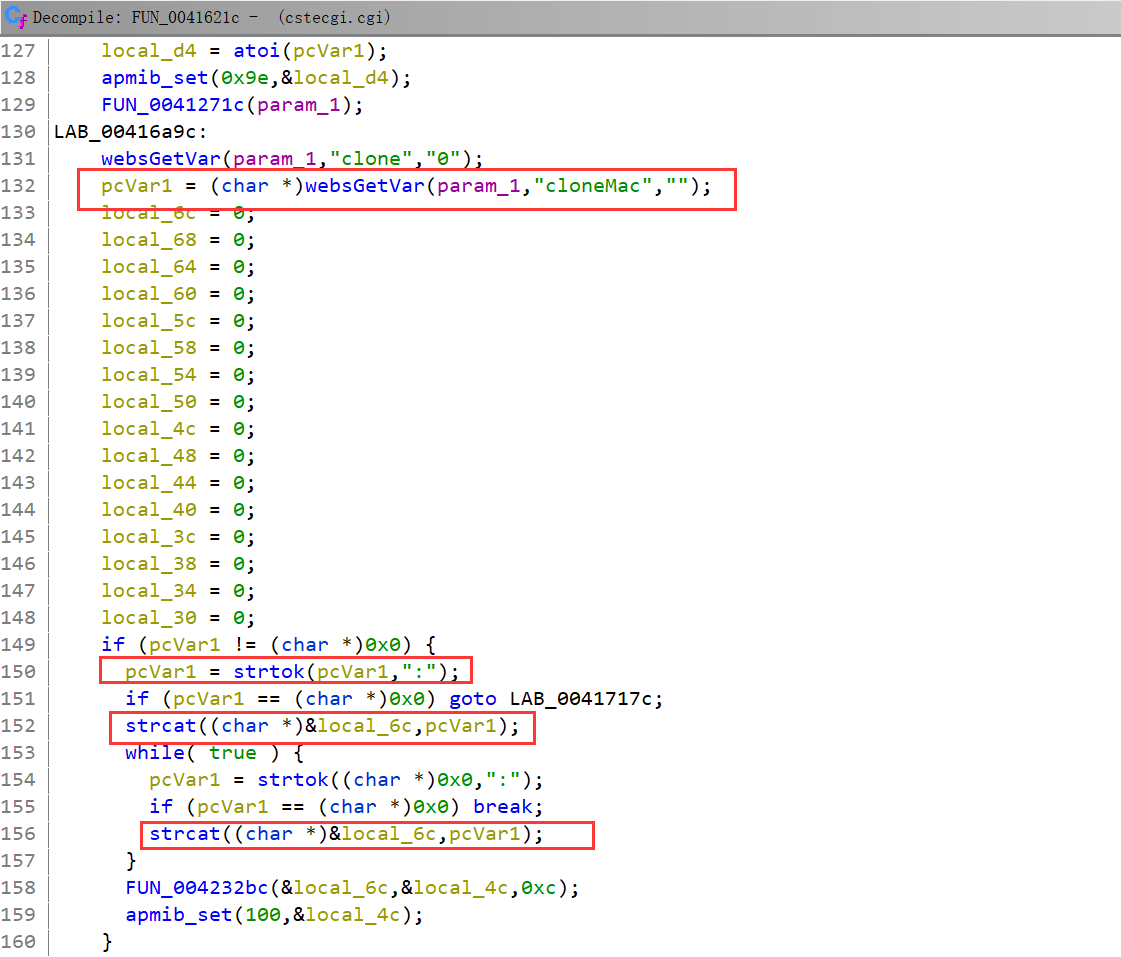 Decompile: FUN_0041621c - (cstecgi.cgi)
127 local_d4 = atoi(pcVar1);
128 apmib_set(0x9e,&local_d4);
129 FUN_0041271c(param_1);
130 LAB_00416a9c:
131 websGetVar(param_1,"clone","0");
132 pcVar1 = (char *)websGetVar(param_1,"cloneMac","");
133 local_6c = 0;
134 local_68 = 0;
135 local_64 = 0;
136 local_60 = 0;
137 local_5c = 0;
138 local_58 = 0;
139 local_54 = 0;
140 local_50 = 0;
141 local_4c = 0;
142 local_48 = 0;
143 local_44 = 0;
144 local_40 = 0;
145 local_3c = 0;
146 local_38 = 0;
147 local_34 = 0;
148 local_30 = 0;
149 if (pcVar1 != (char *)0x0) {
150 pcVar1 = strtok(pcVar1,":");
151 if (pcVar1 == (char *)0x0) goto LAB_0041717c;
152 strcat((char *)&local_6c,pcVar1);
153 while( true ) {
154 pcVar1 = strtok((char *)0x0,":");
155 if (pcVar1 == (char *)0x0) break;
156 strcat((char *)&local_6c,pcVar1);
157 }
158 FUN_004232bc(&local_6c,&local_4c,0xc);
159 apmib_set(100,&local_4c);
160 }